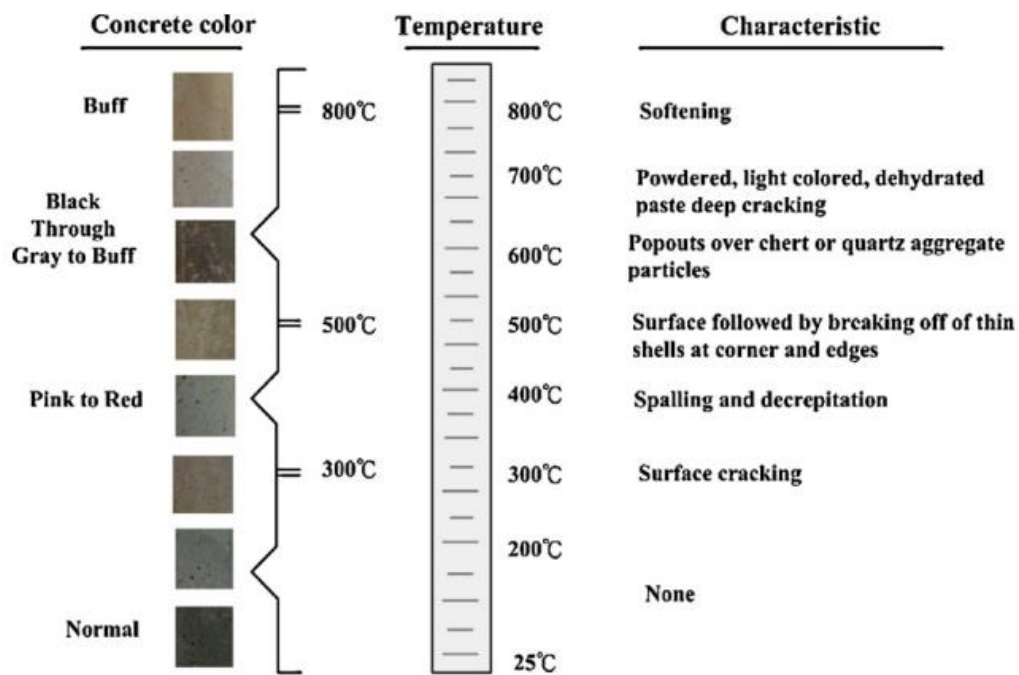 Concrete color
Temperature
Characteristic
Buff
800℃
800℃
Softening
700℃
Powdered, light colored, dehydrated
paste deep cracking
Black
Through
Gray to Buff
600℃
Popouts over chert or quartz aggregate
particles
500℃
500℃
Surface followed by breaking off of thin
shells at corner and edges
Pink to Red
400℃
Spalling and decrepitation
300℃
300℃
Surface cracking
200℃
None
Normal
25℃